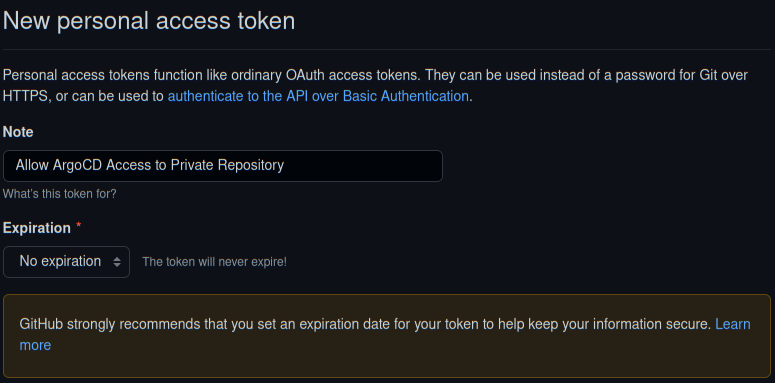 New personal access token
Personal access tokens function like ordinary OAuth access tokens. They can be used instead of a password for Git over
HTTPS, or can be used to authenticate to the API over Basic Authentication.
Note
Allow ArgoCD Access to Private Repository
What's this token for?
Expiration *
No expiration The token will never expire!
GitHub strongly recommends that you set an expiration date for your token to help keep your information secure. Learn
more